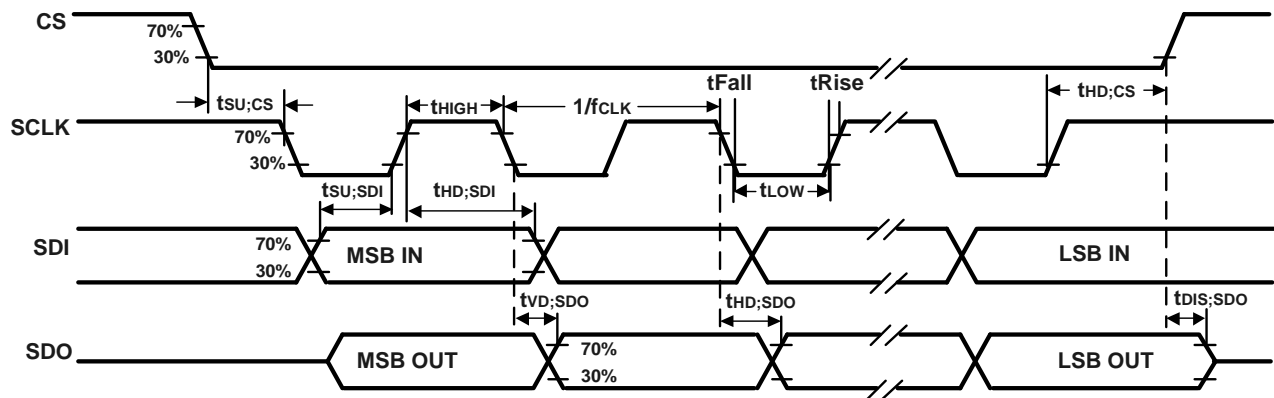 CS
70%
30%
tFall
tRise
tHD;CS
tSU;CS
tHIGH
1/fCLK
SCLK
70%
30%
tSU;SDI
tHD;SDI
tLOW
SDI
70%
30%
MSB IN
LSB IN
tVD;SDO
tHD;SDO
tDIS;SDO
SDO
MSB OUT
70%
30%
LSB OUT